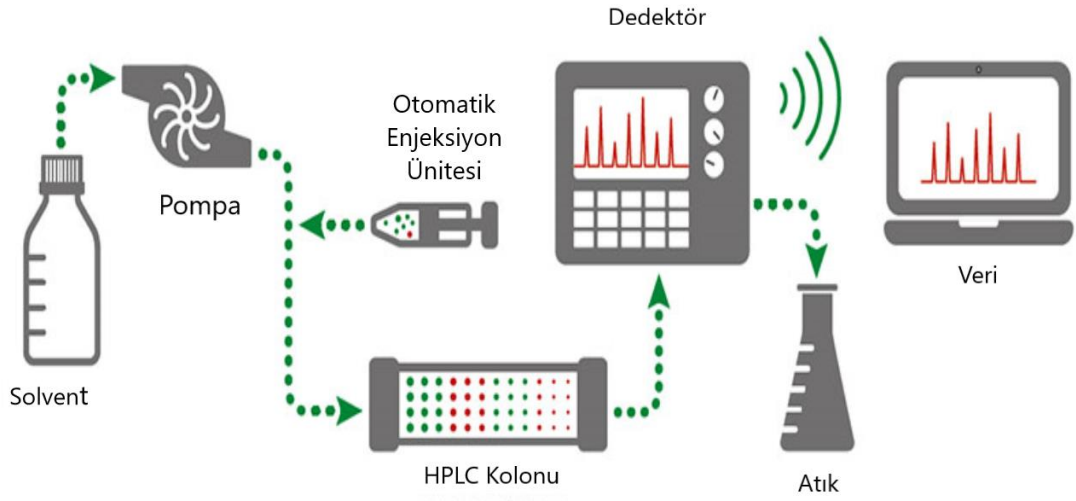 Dedektör
Otomatik
Enjeksiyon
Ünitesi
Pompa
Veri
Solvent
HPLC Kolonu
Atık